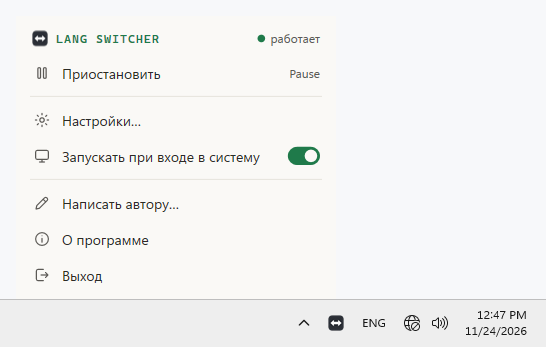 LANG SWITCHER работает
Приостановить Pause
Настройки...
Запускать при входе в систему
Написать автору...
О программе
Выход
ENG 12:47 PM
11/24/2026